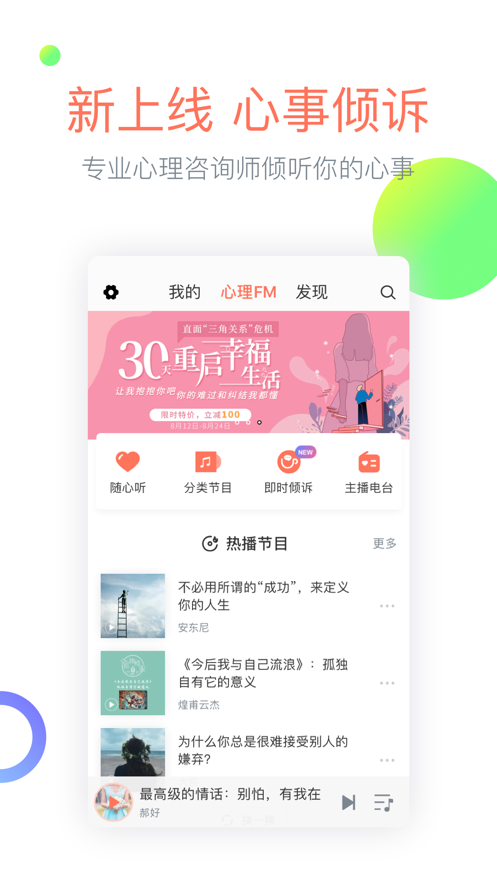 新上线 心事倾诉
专业心理咨询师倾听你的心事
我的 心理FM 发现
直面“三角关系”危机
30天重启幸福生活
让我抱抱你吧
你的难过和纠结我都懂
限时特价，立减100
8月12日-8月24日
NEW
随心听 分类节目 即时倾诉 主播电台
热播节目 更多
不必用所谓的“成功”，来定义
你的人生
安东尼
《今后我与自己流浪》：孤独
自有它的意义
煌甫云杰
为什么你总是很难接受别人的
嫌弃？
最高级的情话：别怕，有我在
郝好
换一换